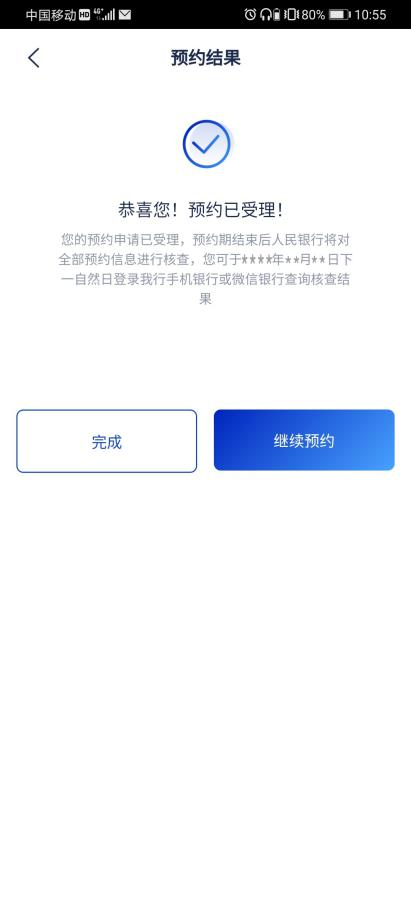 中国移动 HD 4G+ 80% 10:55
预约结果
恭喜您！预约已受理！
您的预约申请已受理，预约期结束后人民银行将对
全部预约信息进行核查，您可于****年**月**日下
一自然日登录我行手机银行或微信银行查询核查结
果
完成
继续预约